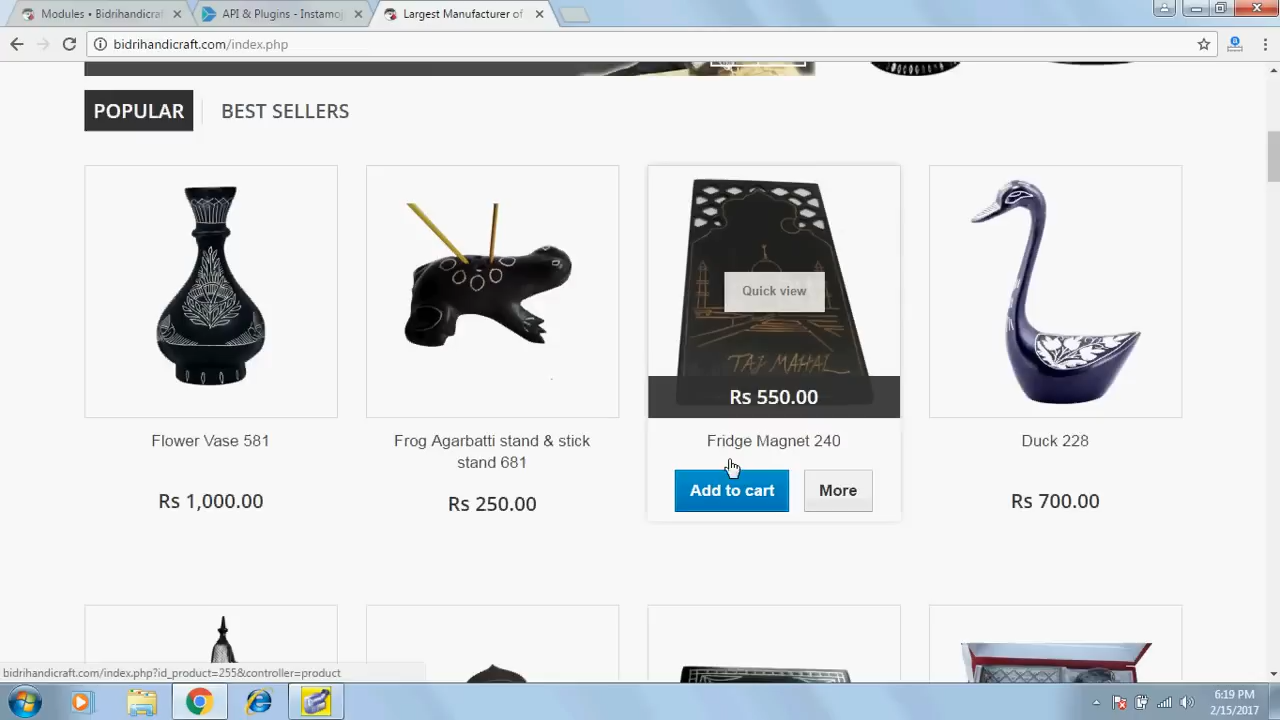 Modules • Bidrihandicraf
API & Plugins - Instamoj
Largest Manufacturer of
bidrihandicraft.com/index.php
POPULAR
BEST SELLERS
Quick view
TAJ MAHAL
Rs 550.00
Flower Vase 581
Frog Agarbatti stand & stick
stand 681
Fridge Magnet 240
Duck 228
Rs 1,000.00
Rs 250.00
Add to cart
More
Rs 700.00
bidrihandicraft.com/index.php?id_product=255&controller=product
6:19 PM
2/15/2017